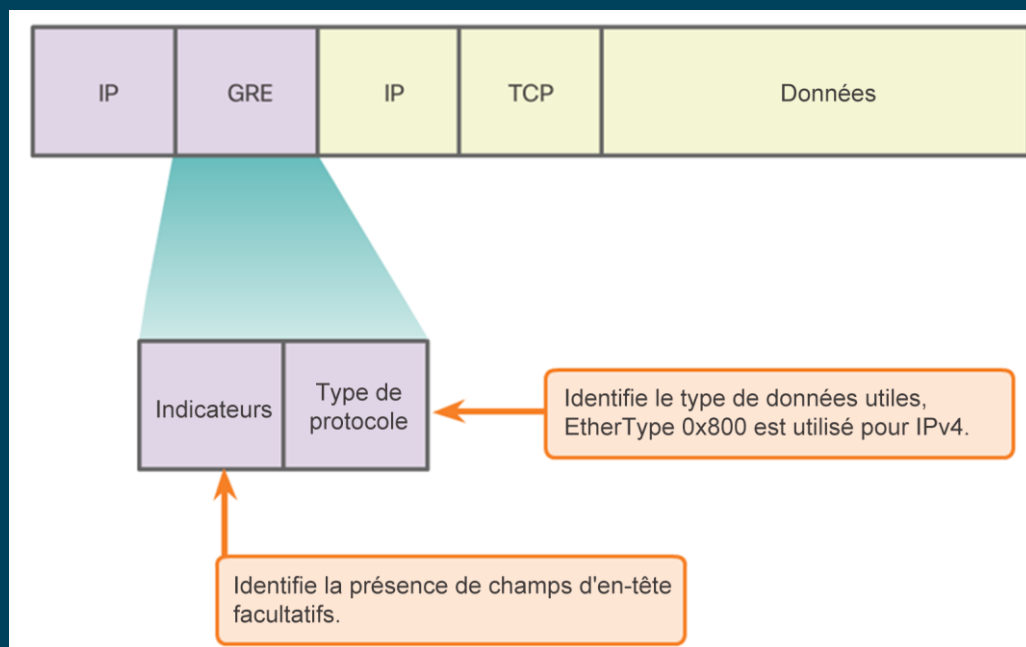 IP
GRE
IP
TCP
Données
Indicateurs
Type de
protocole
Identifie le type de données utiles,
EtherType 0x800 est utilisé pour IPv4.
Identifie la présence de champs d'en-tête
facultatifs.